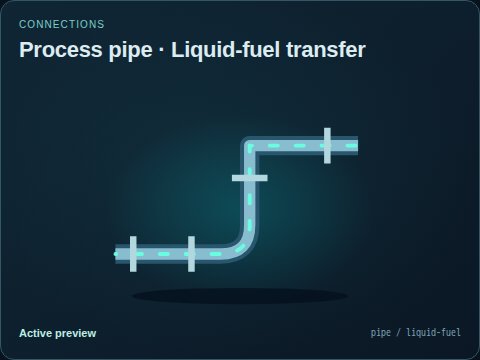 CONNECTIONS
Process pipe · Liquid-fuel transfer
Active preview
pipe / liquid-fuel